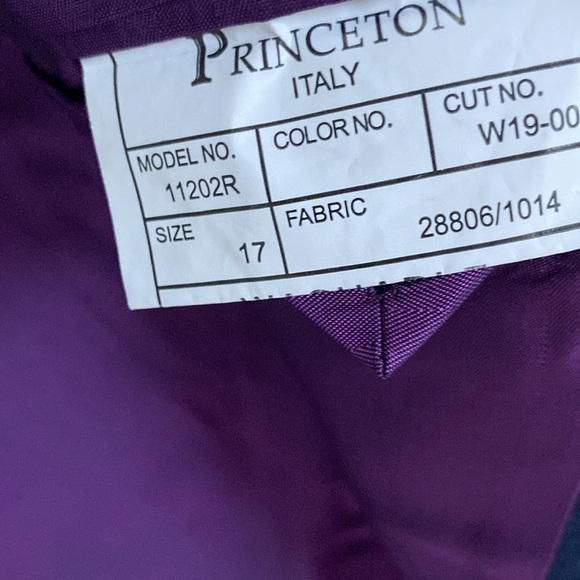 PRINCETON
ITALY
MODEL NO.
11202R
COLOR NO.
CUT NO.
W19-00
SIZE
17
FABRIC
28806/1014